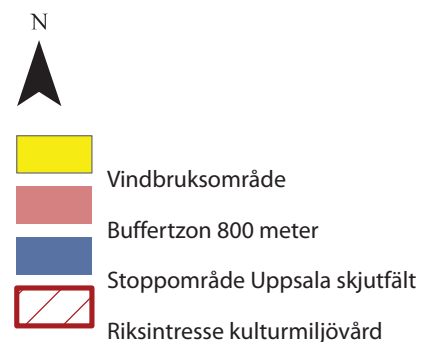 N
Vindbruksområde
Buffertzon 800 meter
Stoppområde Uppsala skjutfält
Riksintresse kulturmiljövård